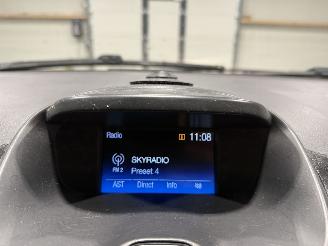 Radio 11:08
SKYRADIO
FM 2 Preset 4
AST Direct Info